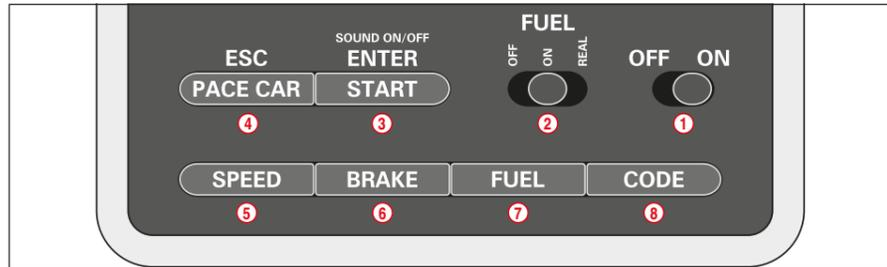 FUEL
SOUND ON/OFF
OFF ON REAL
ESC ENTER OFF ON
PACE CAR START
4 3 2 1
SPEED BRAKE FUEL CODE
5 6 7 8